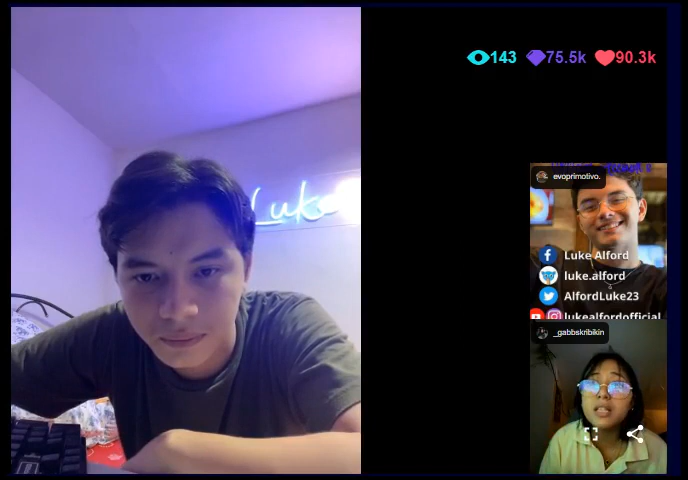 143 75.5k 90.3k
Luke
evoprimotivo.
Luke Alford
luke.alford
AlfordLuke23
lukealfordofficial
_gabbskribikin